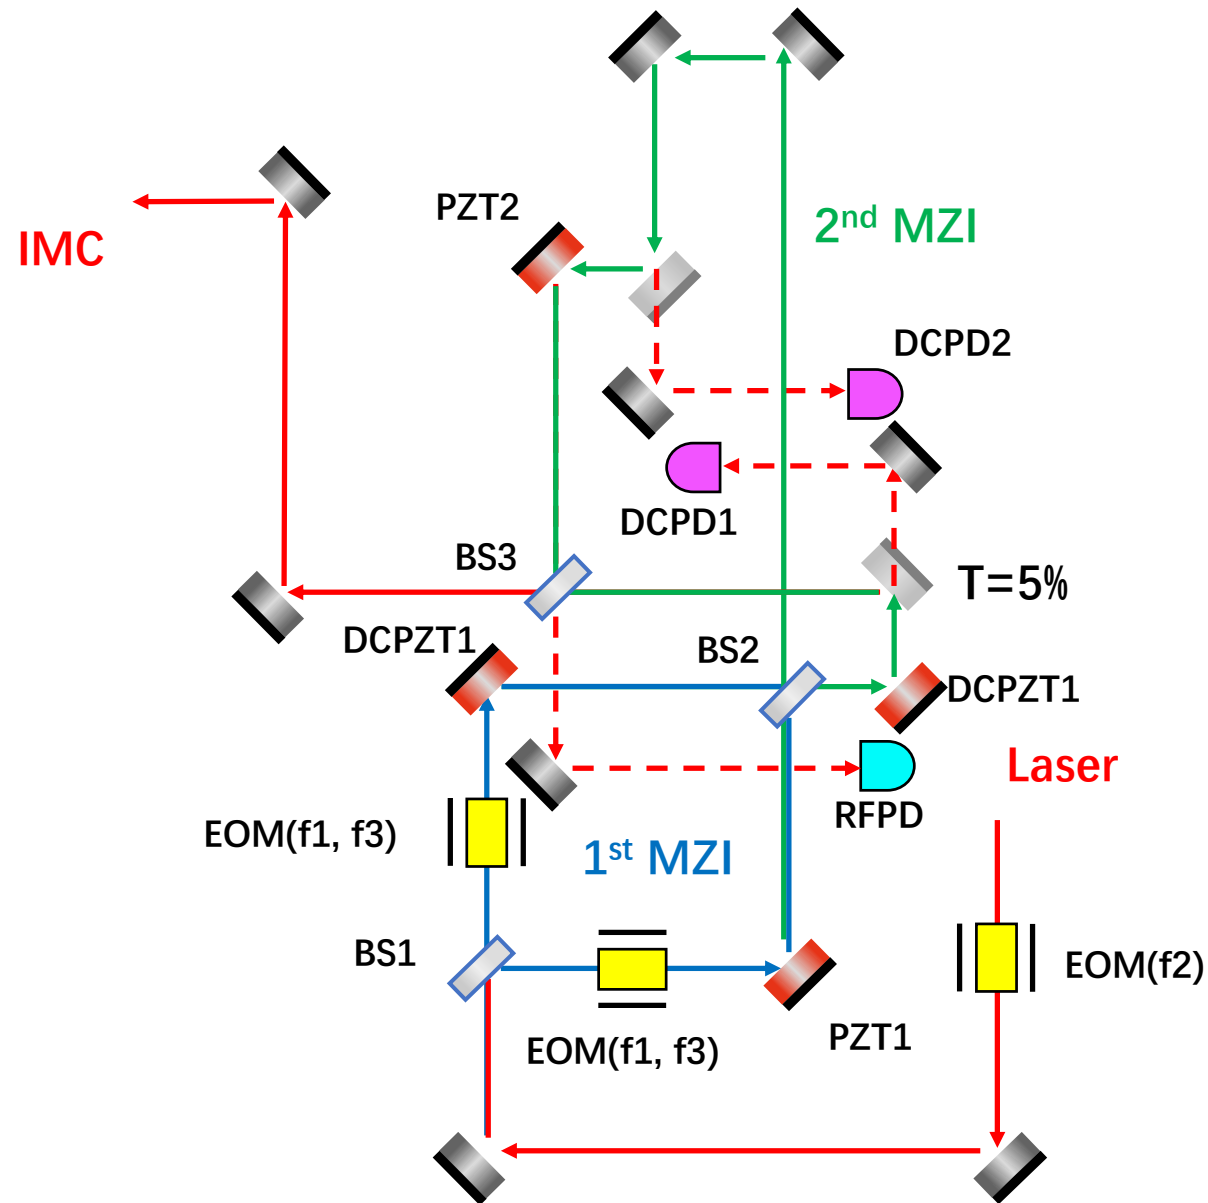 PZT2
2nd MZI
IMC
DCPD2
DCPD1
BS3
T=5%
DCPZT1
BS2
DCPZT1
Laser
RFPD
EOM(f1, f3)
1st MZI
BS1
EOM(f2)
PZT1
EOM(f1, f3)